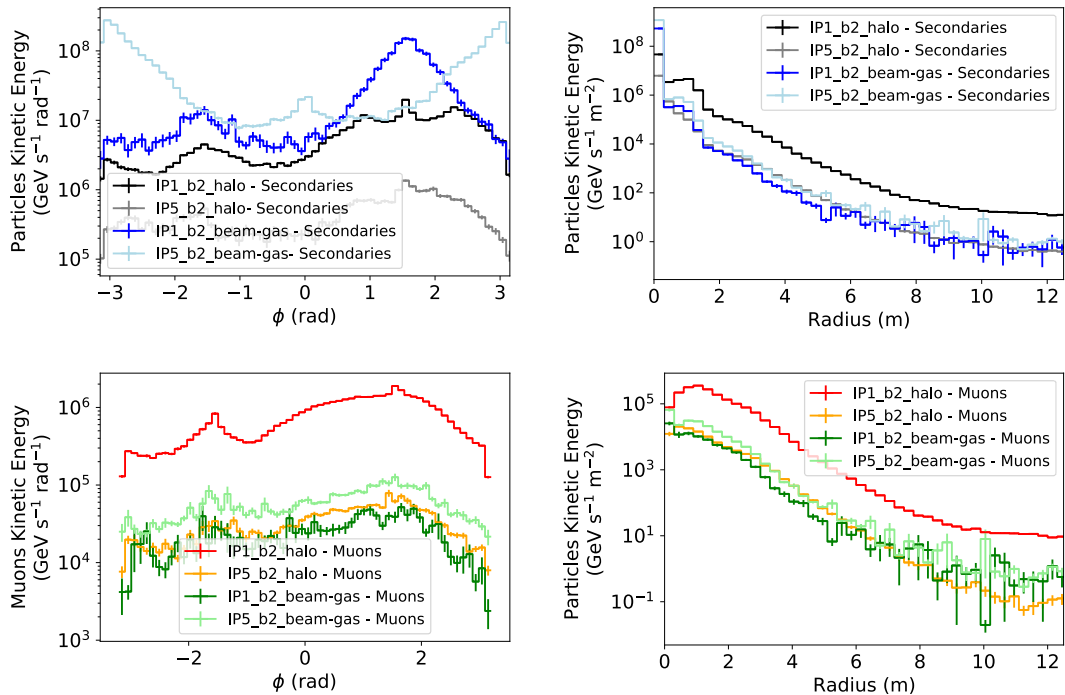 Particles Kinetic Energy
(GeV s⁻¹ rad⁻¹)
10⁸
10⁷
10⁶
10⁵
IP1_b2_halo - Secondaries
IP5_b2_halo- Secondaries
IP1_b2_beam-gas - Secondaries
IP5_b2_beam-gas- Secondaries
−3 −2 −1 0 1 2 3
ϕ (rad)
Particles Kinetic Energy
(GeV s⁻¹ m⁻²)
10⁸
10⁶
10⁴
10²
10⁰
IP1_b2_halo - Secondaries
IP5_b2_halo - Secondaries
IP1_b2_beam-gas - Secondaries
IP5_b2_beam-gas - Secondaries
0 2 4 6 8 10 12
Radius (m)
Muons Kinetic Energy
(GeV s⁻¹ rad⁻¹)
10⁶
10⁵
10⁴
10³
IP1_b2_halo - Muons
IP5_b2_halo - Muons
IP1_b2_beam-gas - Muons
IP5_b2_beam-gas - Muons
−2 0 2
ϕ (rad)
Particles Kinetic Energy
(GeV s⁻¹ m⁻²)
10⁵
10³
10¹
10⁻¹
IP1_b2_halo - Muons
IP5_b2_halo - Muons
IP1_b2_beam-gas - Muons
IP5_b2_beam-gas - Muons
0 2 4 6 8 10 12
Radius (m)